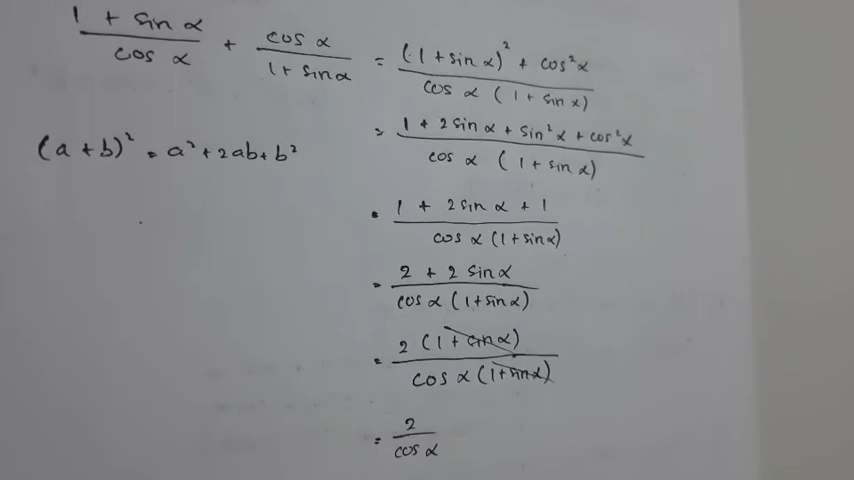 (1 + sin α)/(cos α) + (cos α)/(1 + sin α) = ((1 + sin α)² + cos²α)/(cos α (1 + sin α))
(a + b)² = a² + 2ab + b²
= (1 + 2 sin α + sin²α + cos²α)/(cos α (1 + sin α))
= (1 + 2 sin α + 1)/(cos α (1 + sin α))
= (2 + 2 sin α)/(cos α (1 + sin α))
= (2 (1 + sin α))/(cos α (1 + sin α))
= 2/(cos α)